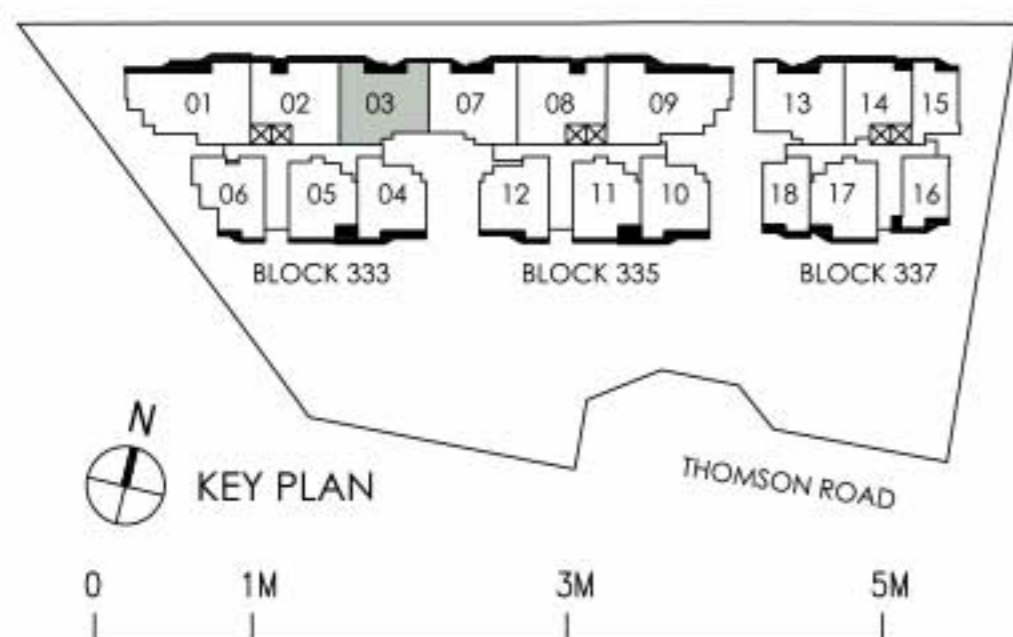 01 02 03 07 08 09 13 14 15
06 05 04 12 11 10 18 17 16
BLOCK 333 BLOCK 335 BLOCK 337
N
KEY PLAN
THOMSON ROAD
0 1M 3M 5M